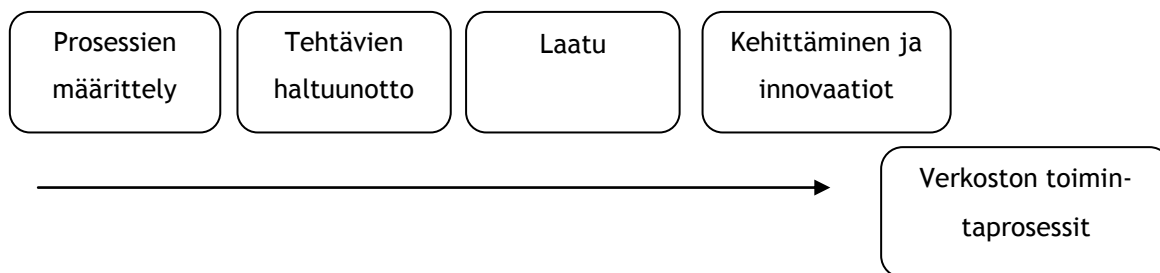 Prosessien
määrittely
Tehtävien
haltuunotto
Laatu
Kehittäminen ja
innovaatiot
Verkoston toimin-
taprosessit